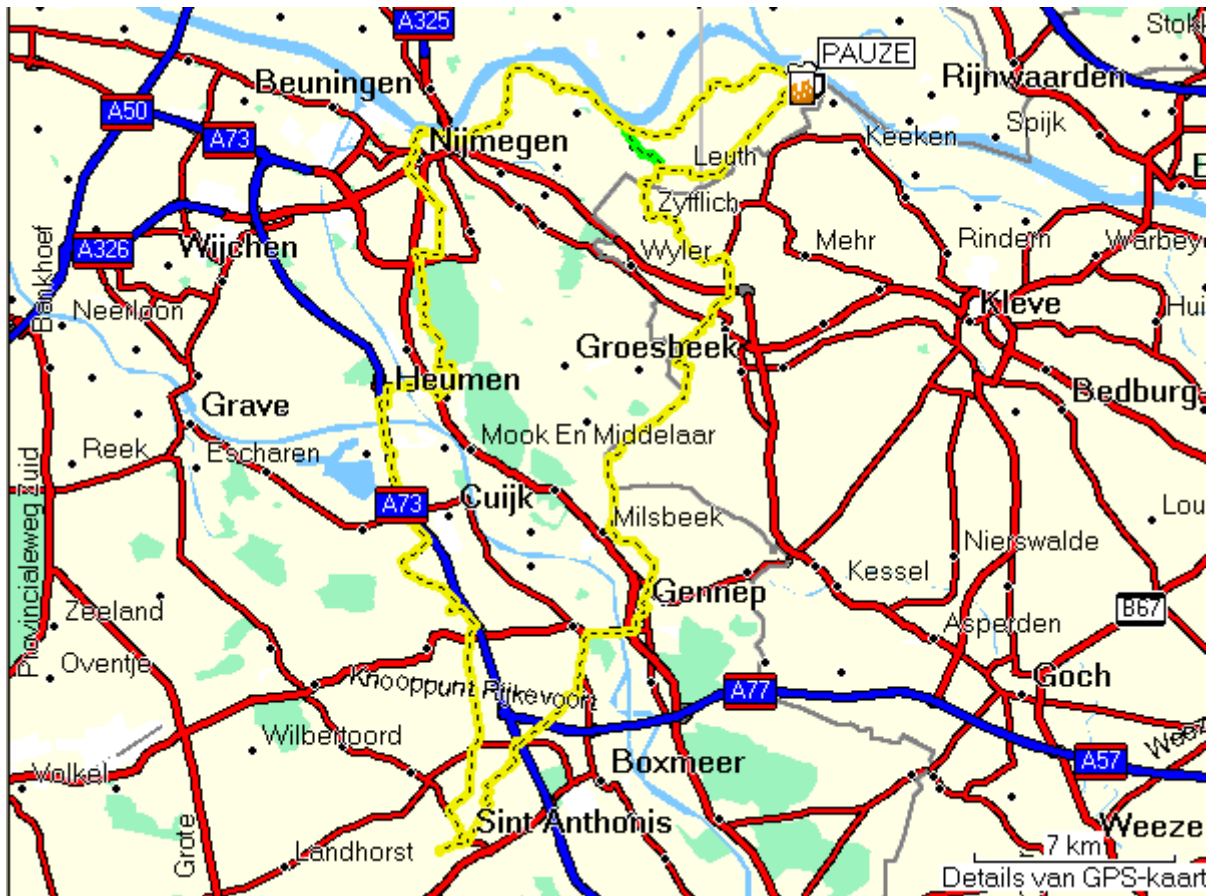 A325
Stokk
PAUZE
Beuningen
Rijnwaarden
A50
A73
Nijmegen
Keeken
Spijk
Leuth
Zyfflich
A326
Wijchen
Wyler
Mehr
Rindern
Warbeye
Bankhoef
Neerloon
Kleve
Hui
Groesbeek
Heumen
Bedburg
Grave
Reek
Escharen
Mook En Middelaar
Provincialeweg Zuid
A73
Cuijk
Milsbeek
Lou
Nierswalde
Kessel
Gennep
B67
Zeeland
Asperden
Oventje
Knooppunt Rijkevoort
A77
Goch
Weez
Wilbertoord
Boxmeer
A57
Volkel
Grote
Sint Anthonis
Weeze
Landhorst
7 km
Details van GPS-kaart